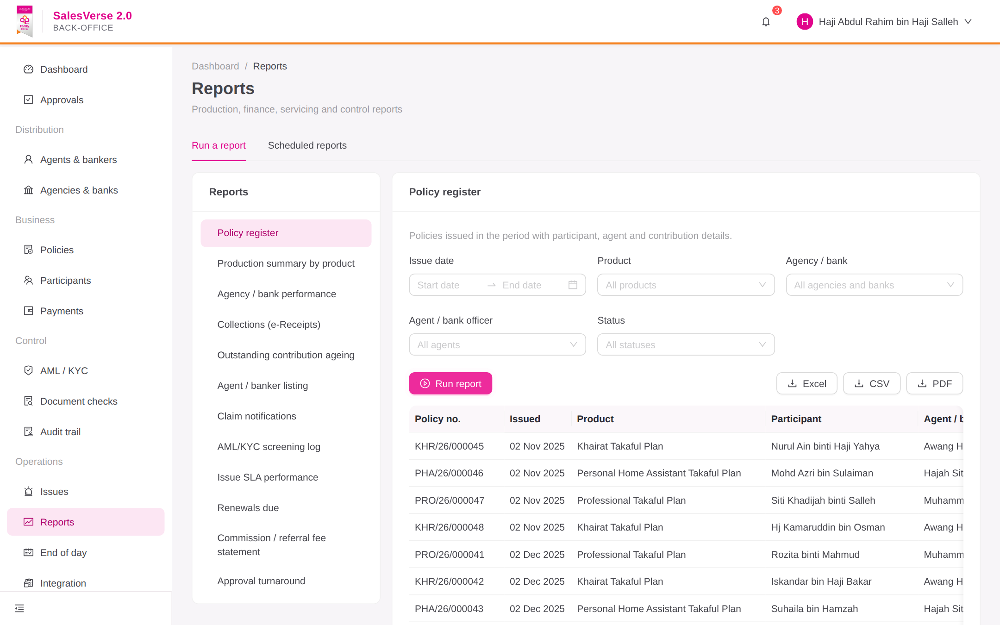 Family
Takaful
SalesVerse 2.0
BACK-OFFICE
3
H
Haji Abdul Rahim bin Haji Salleh
Dashboard
Approvals
Distribution
Agents & bankers
Agencies & banks
Business
Policies
Participants
Payments
Control
AML / KYC
Document checks
Audit trail
Operations
Issues
Reports
End of day
Integration
Dashboard / Reports
Reports
Production, finance, servicing and control reports
Run a report
Scheduled reports
Reports
Policy register
Production summary by product
Agency / bank performance
Collections (e-Receipts)
Outstanding contribution ageing
Agent / banker listing
Claim notifications
AML/KYC screening log
Issue SLA performance
Renewals due
Commission / referral fee
statement
Approval turnaround
Policy register
Policies issued in the period with participant, agent and contribution details.
Issue date
Product
Agency / bank
Start date
End date
All products
All agencies and banks
Agent / bank officer
Status
All agents
All statuses
Run report
Excel
CSV
PDF
Policy no. Issued Product Participant Agent / b
KHR/26/000045 02 Nov 2025 Khairat Takaful Plan Nurul Ain binti Haji Yahya Awang H
PHA/26/000046 02 Nov 2025 Personal Home Assistant Takaful Plan Mohd Azri bin Sulaiman Hajah Sit
PRO/26/000047 02 Nov 2025 Professional Takaful Plan Siti Khadijah binti Salleh Muhamm
KHR/26/000048 02 Nov 2025 Khairat Takaful Plan Hj Kamaruddin bin Osman Awang H
PRO/26/000041 02 Dec 2025 Professional Takaful Plan Rozita binti Mahmud Muhamm
KHR/26/000042 02 Dec 2025 Khairat Takaful Plan Iskandar bin Haji Bakar Awang H
PHA/26/000043 02 Dec 2025 Personal Home Assistant Takaful Plan Suhaila bin Hamzah Hajah Sit